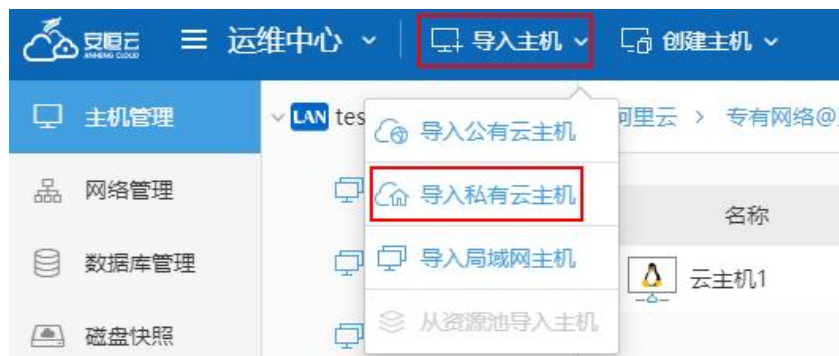 安恒云 ANHENG CLOUD 运维中心 导入主机 创建主机
主机管理
LAN tes
阿里云 > 专有网络@
导入公有云主机
网络管理
导入私有云主机
名称
数据库管理
导入局域网主机
云主机1
磁盘快照
从资源池导入主机